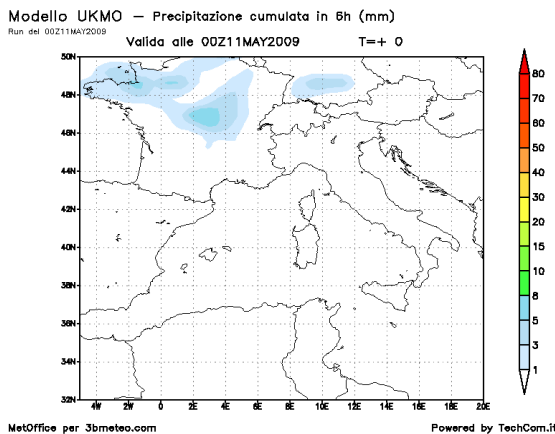 Modello UKMO – Precipitazione cumulata in 6h (mm)
Run del 00Z11MAY2009
Valida alle 00Z11MAY2009 T=+ 0
50N
48N
46N
44N
42N
40N
38N
36N
34N
32N
4W 2W 0 2E 4E 6E 8E 10E 12E 14E 16E 18E 20E
80
70
60
50
40
30
20
15
10
8
5
3
1
MetOffice per 3bmeteo.com
Powered by TechCom.it